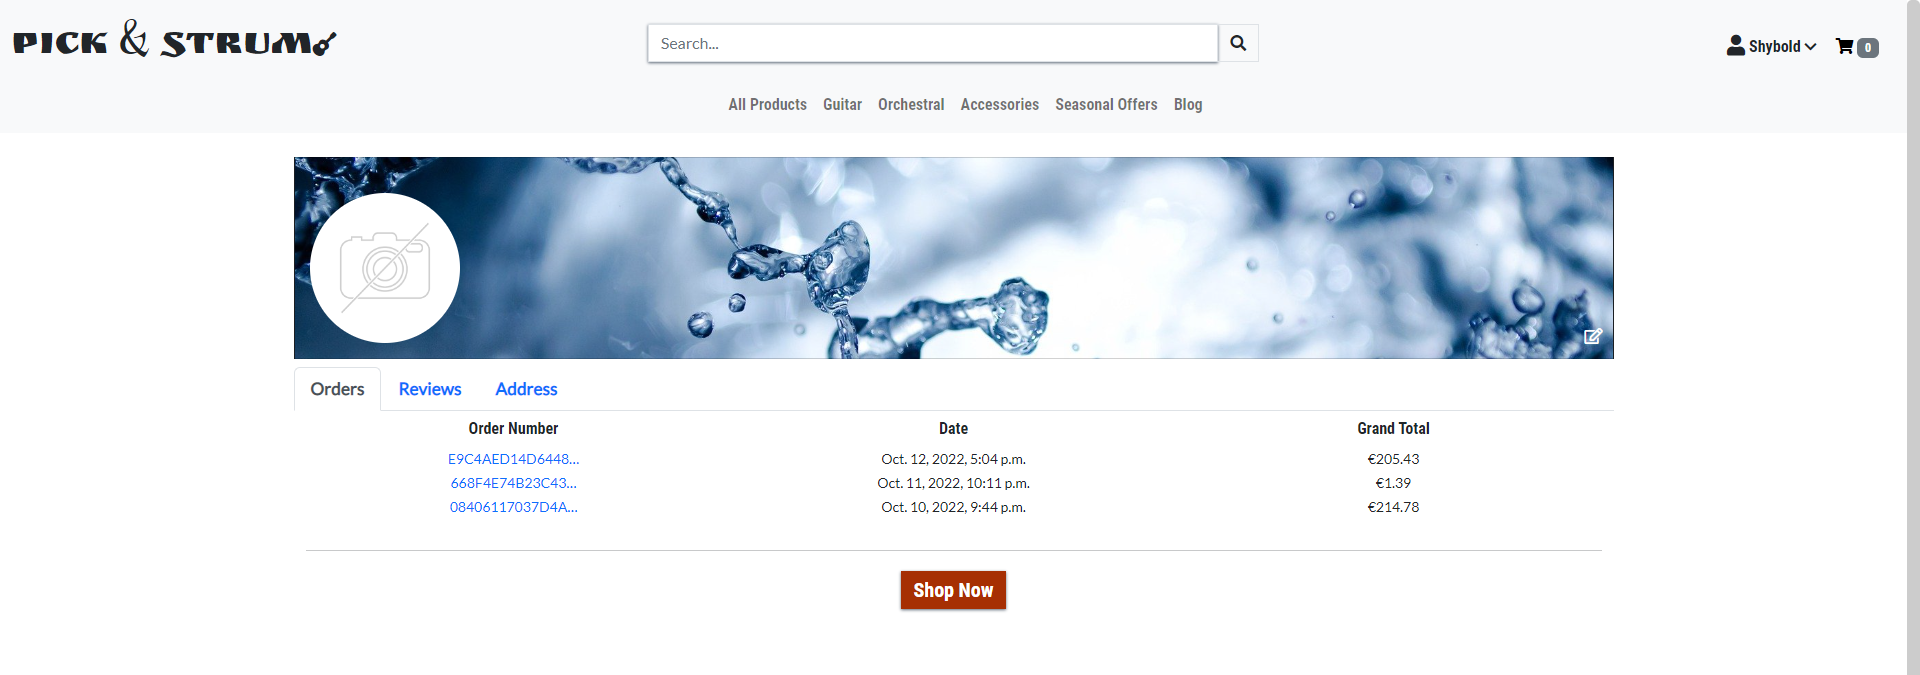 PICK & STRUM
Search...
Shybold
0
All Products Guitar Orchestral Accessories Seasonal Offers Blog
Orders Reviews Address
Order Number Date Grand Total
E9C4AED14D6448... Oct. 12, 2022, 5:04 p.m. €205.43
668F4E74B23C43... Oct. 11, 2022, 10:11 p.m. €1.39
08406117037D4A... Oct. 10, 2022, 9:44 p.m. €214.78
Shop Now